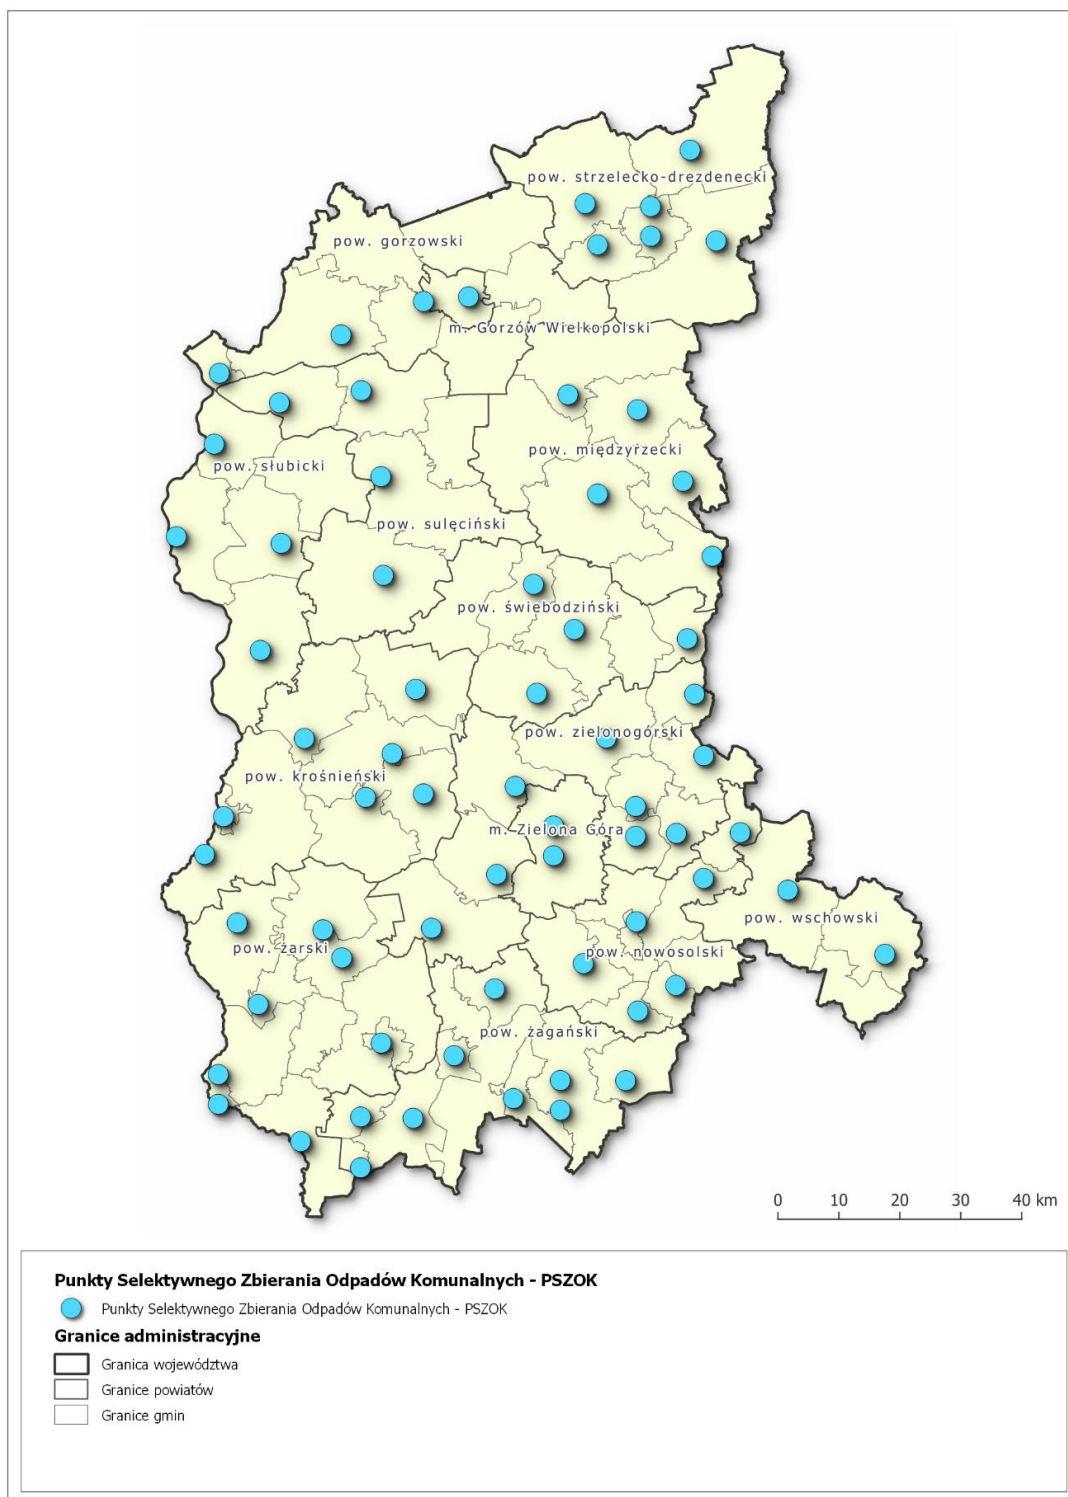 pow. strzelecko-drezdenecki
pow. gorzowski
m. Gorzów Wielkopolski
pow. międzyrzecki
pow. słubicki
pow. sulęciński
pow. świebodziński
pow. zielonogórski
pow. krośnieński
m. Zielona Góra
pow. wschowski
pow. żarski
pow. nowosolski
pow. żagański
0 10 20 30 40 km
Punkty Selektywnego Zbierania Odpadów Komunalnych - PSZOK
Punkty Selektywnego Zbierania Odpadów Komunalnych - PSZOK
Granice administracyjne
Granica województwa
Granice powiatów
Granice gmin